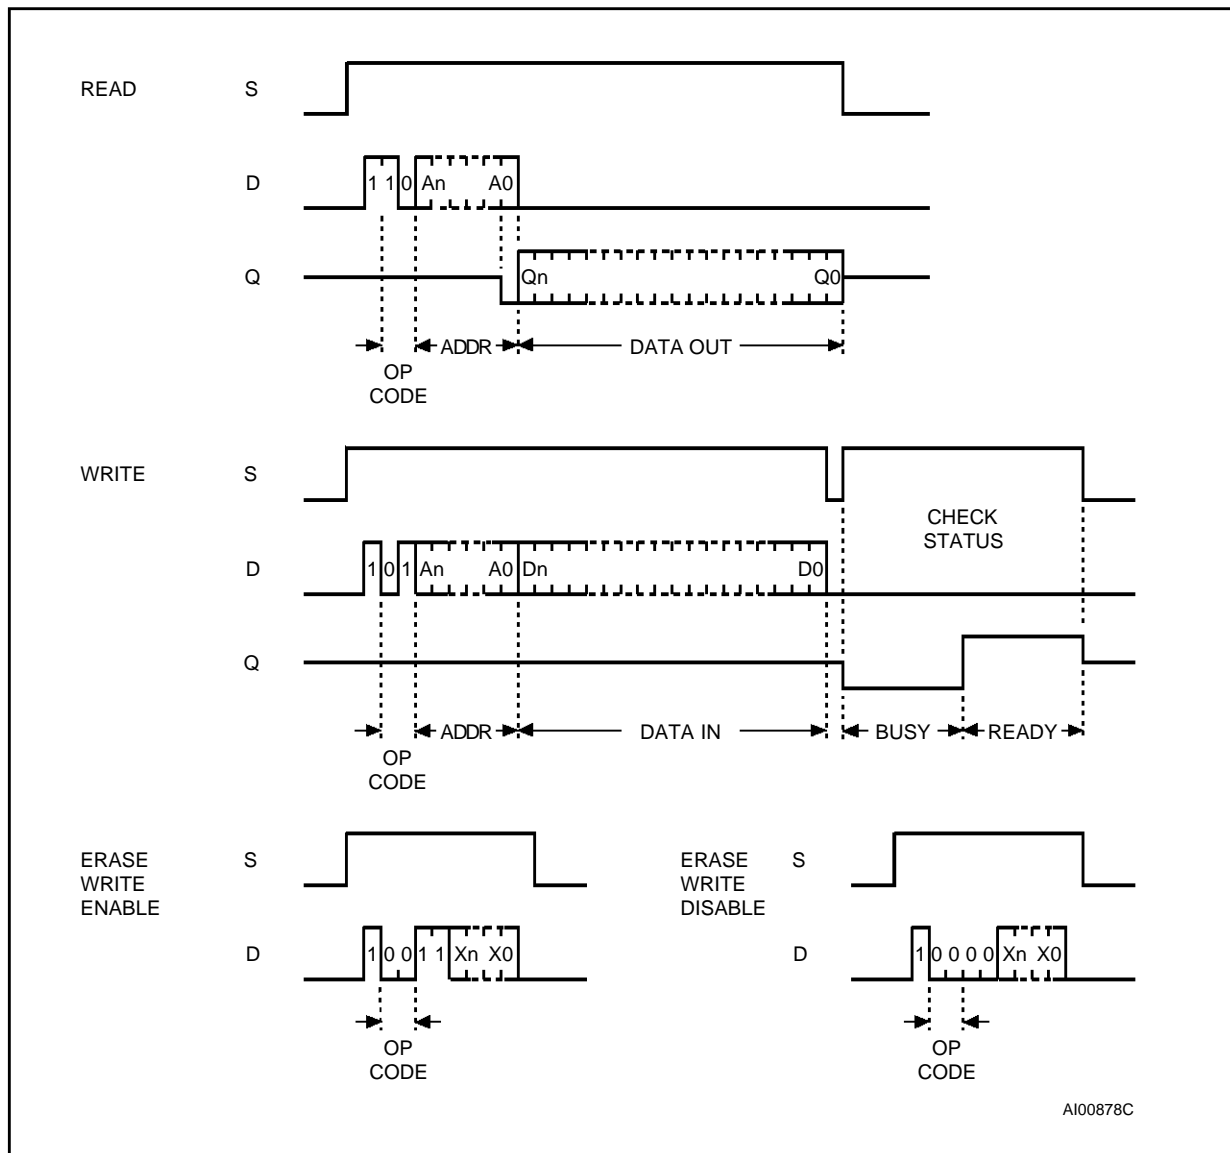 READ S
D 1 1 0 An A0
Q Qn Q0
ADDR DATA OUT
OP
CODE
WRITE S
CHECK
STATUS
D 1 0 1 An A0 Dn D0
Q
ADDR DATA IN BUSY READY
OP
CODE
ERASE
WRITE
ENABLE
S
D 1 0 0 1 1 Xn X0
OP
CODE
ERASE
WRITE
DISABLE
S
D 1 0 0 0 0 Xn X0
OP
CODE
AI00878C